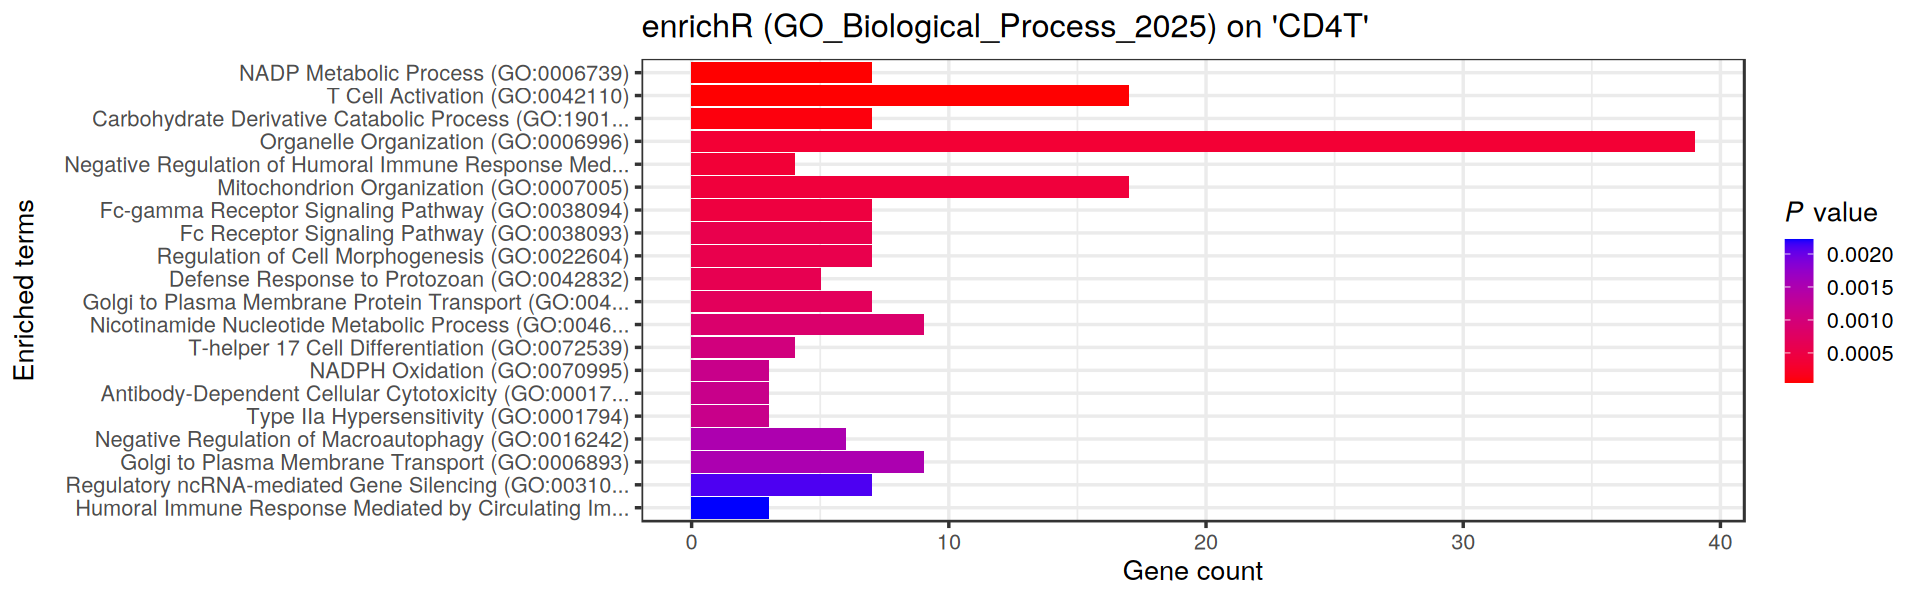 enrichR (GO_Biological_Process_2025) on 'CD4T'
Enriched terms
NADP Metabolic Process (GO:0006739)
T Cell Activation (GO:0042110)
Carbohydrate Derivative Catabolic Process (GO:1901...
Organelle Organization (GO:0006996)
Negative Regulation of Humoral Immune Response Med...
Mitochondrion Organization (GO:0007005)
Fc-gamma Receptor Signaling Pathway (GO:0038094)
Fc Receptor Signaling Pathway (GO:0038093)
Regulation of Cell Morphogenesis (GO:0022604)
Defense Response to Protozoan (GO:0042832)
Golgi to Plasma Membrane Protein Transport (GO:004...
Nicotinamide Nucleotide Metabolic Process (GO:0046...
T-helper 17 Cell Differentiation (GO:0072539)
NADPH Oxidation (GO:0070995)
Antibody-Dependent Cellular Cytotoxicity (GO:00017...
Type IIa Hypersensitivity (GO:0001794)
Negative Regulation of Macroautophagy (GO:0016242)
Golgi to Plasma Membrane Transport (GO:0006893)
Regulatory ncRNA-mediated Gene Silencing (GO:00310...
Humoral Immune Response Mediated by Circulating Im...
0 10 20 30 40
Gene count
P value
0.0020
0.0015
0.0010
0.0005